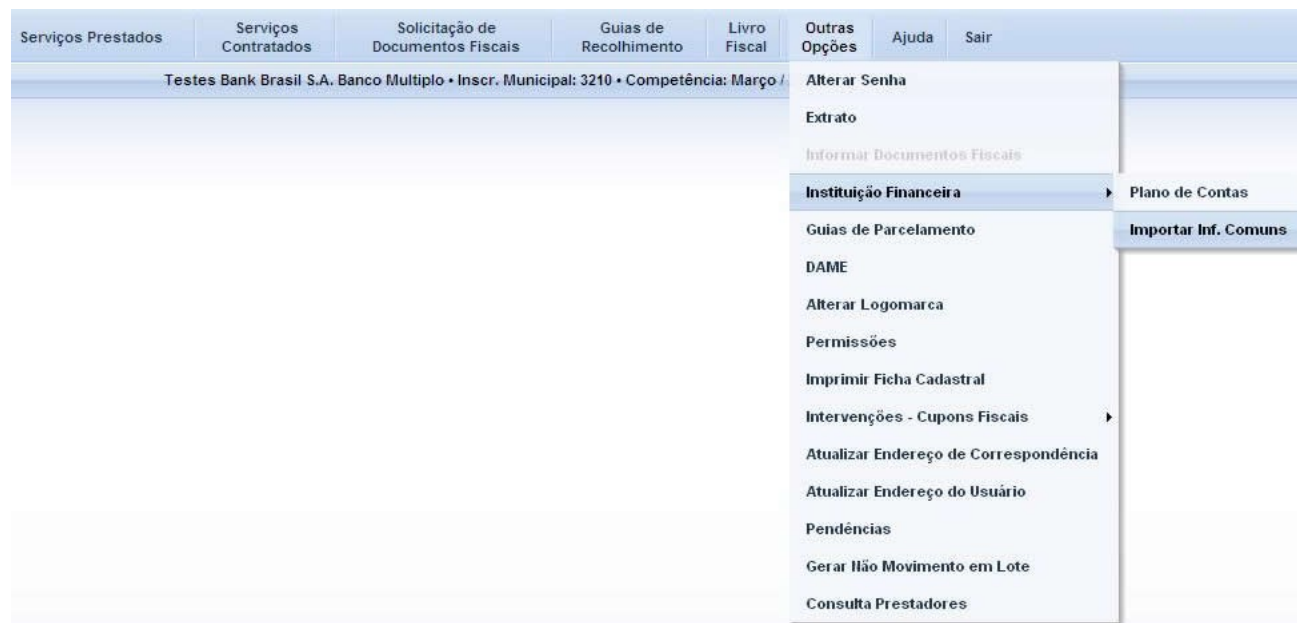 Serviços Prestados
Serviços Contratados
Solicitação de Documentos Fiscais
Guias de Recolhimento
Livro Fiscal
Outras Opções
Ajuda
Sair
Testes Bank Brasil S.A. Banco Multiplo • Inscr. Municipal: 3210 • Competência: Março /
Alterar Senha
Extrato
Informar Documentos Fiscais
Instituição Financeira
Plano de Contas
Importar Inf. Comuns
Guias de Parcelamento
DAME
Alterar Logomarca
Permissões
Imprimir Ficha Cadastral
Intervenções - Cupons Fiscais
Atualizar Endereço de Correspondência
Atualizar Endereço do Usuário
Pendências
Gerar Não Movimento em Lote
Consulta Prestadores